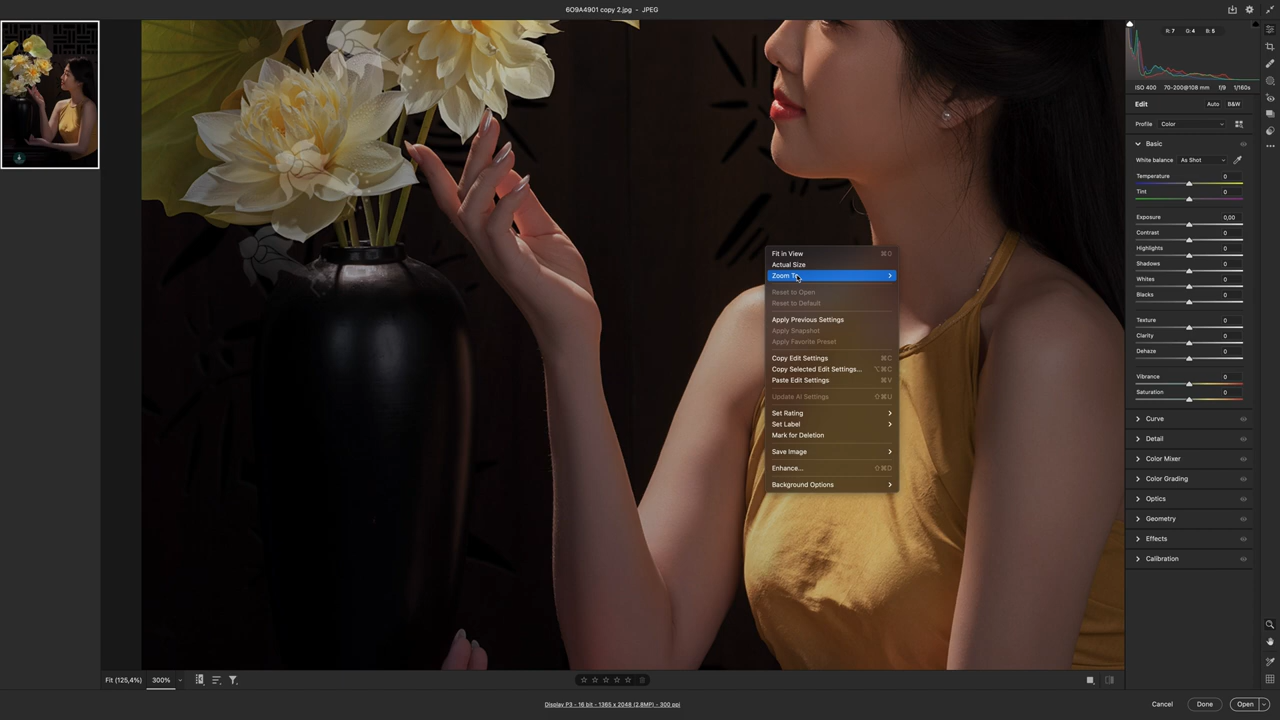 6O9A4901 copy 2.jpg - JPEG
R: 7 G: 4 B: 5
ISO 400 70-200@108 mm f/9 1/160s
Edit Auto B&W
Profile Color
Basic
White balance As Shot
Temperature 0
Tint 0
Exposure 0,00
Contrast 0
Highlights 0
Shadows 0
Whites 0
Blacks 0
Texture 0
Clarity 0
Dehaze 0
Vibrance 0
Saturation 0
Curve
Detail
Color Mixer
Color Grading
Optics
Geometry
Effects
Calibration
Fit in View ⌘0
Actual Size
Zoom To
Reset to Open
Reset to Default
Apply Previous Settings
Apply Snapshot
Apply Favorite Preset
Copy Edit Settings ⌘C
Copy Selected Edit Settings... ⌥⌘C
Paste Edit Settings ⌘V
Update AI Settings ⇧⌘U
Set Rating
Set Label
Mark for Deletion
Save Image
Enhance... ⇧⌘D
Background Options
Fit (125,4%) 300%
Display P3 - 16 bit - 1365 x 2048 (2,8MP) - 300 ppi
Cancel Done Open